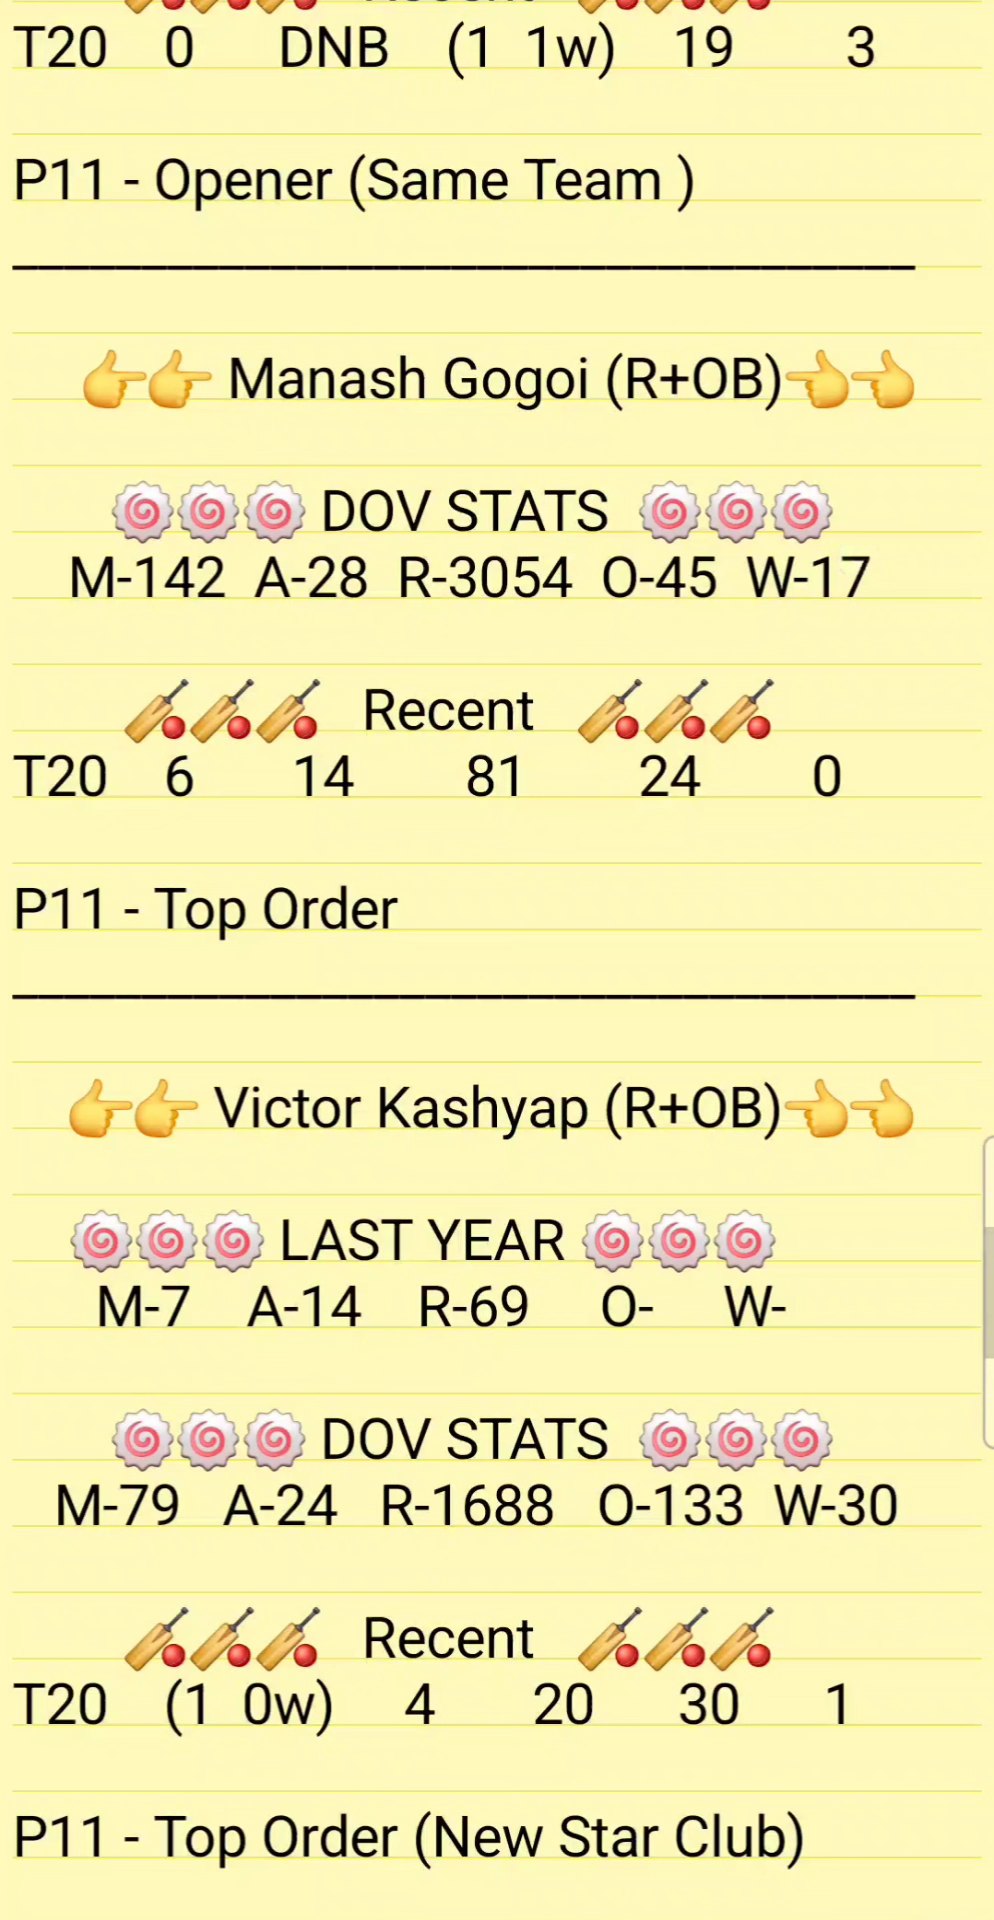 T20 0 DNB (1 1w) 19 3
P11 - Opener (Same Team )
👉👉 Manash Gogoi (R+OB)👈👈
🍥🍥🍥 DOV STATS 🍥🍥🍥
M-142 A-28 R-3054 O-45 W-17
🏏🏏🏏 Recent 🏏🏏🏏
T20 6 14 81 24 0
P11 - Top Order
👉👉 Victor Kashyap (R+OB)👈👈
🍥🍥🍥 LAST YEAR 🍥🍥🍥
M-7 A-14 R-69 O- W-
🍥🍥🍥 DOV STATS 🍥🍥🍥
M-79 A-24 R-1688 O-133 W-30
🏏🏏🏏 Recent 🏏🏏🏏
T20 (1 0w) 4 20 30 1
P11 - Top Order (New Star Club)